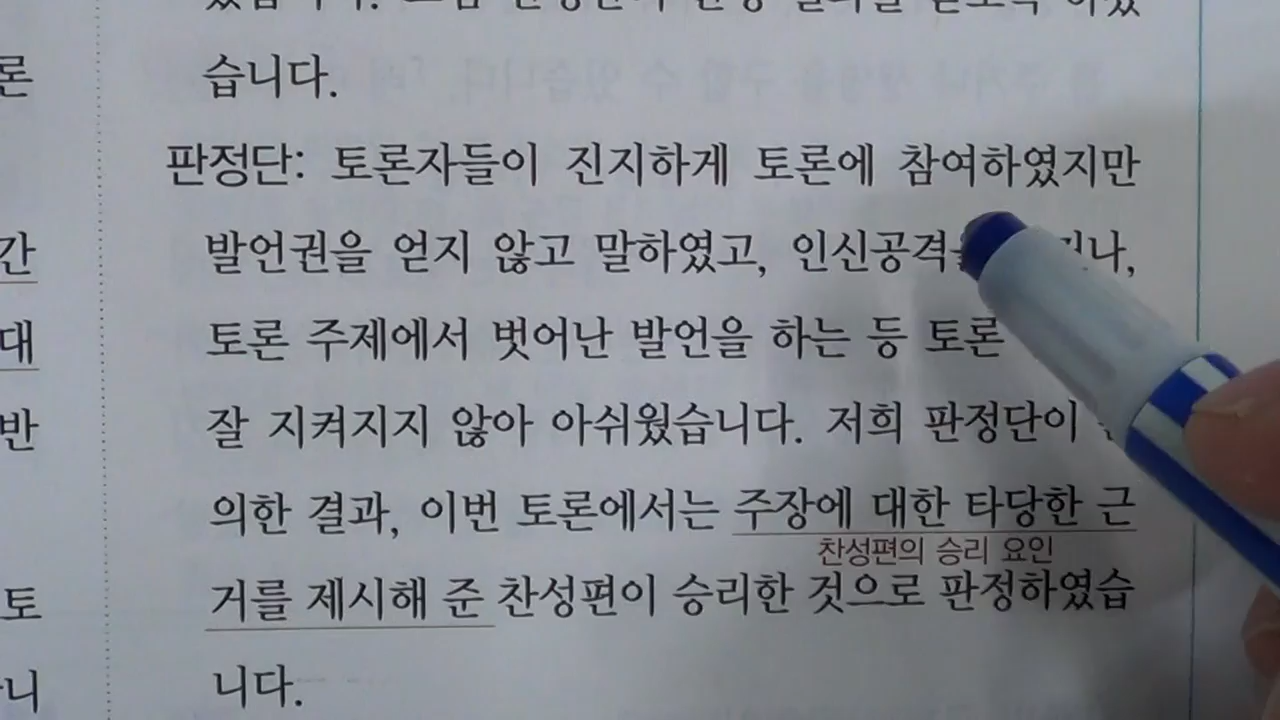 습니다.
판정단: 토론자들이 진지하게 토론에 참여하였지만
발언권을 얻지 않고 말하였고, 인신공격
토론 주제에서 벗어난 발언을 하는 등 토론
잘 지켜지지 않아 아쉬웠습니다. 저희 판정단이
의한 결과, 이번 토론에서는 주장에 대한 타당한 근
찬성편의 승리 요인
거를 제시해 준 찬성편이 승리한 것으로 판정하였습
니다.
론
간
대
반
토